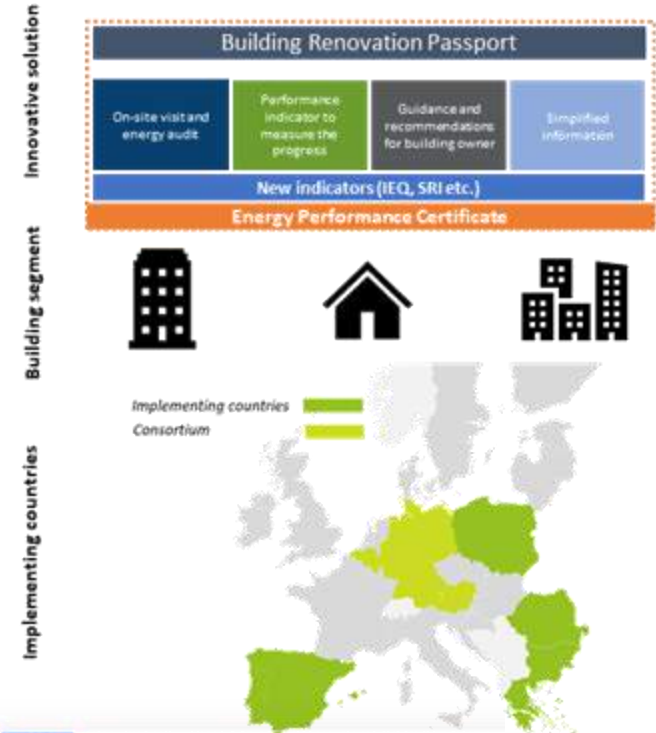 Innovative solution
Building Renovation Passport
On-site visit and
energy audit
Performance
indicator to
measure the
progress
Guidance and
recommendations
for building owner
Simplified
information
New indicators (IEQ, SRI etc.)
Energy Performance Certificate
Building segment
Implementing countries
Implementing countries
Consortium